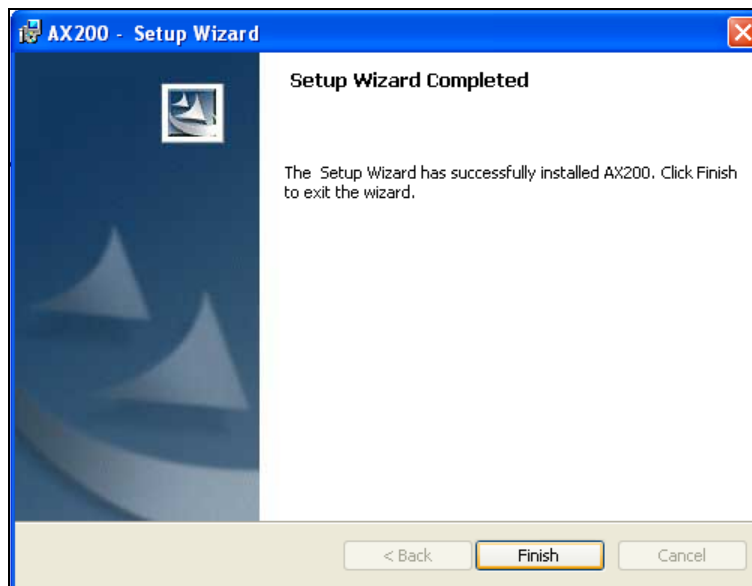 AX200 - Setup Wizard
Setup Wizard Completed
The Setup Wizard has successfully installed AX200. Click Finish
to exit the wizard.
< Back
Finish
Cancel